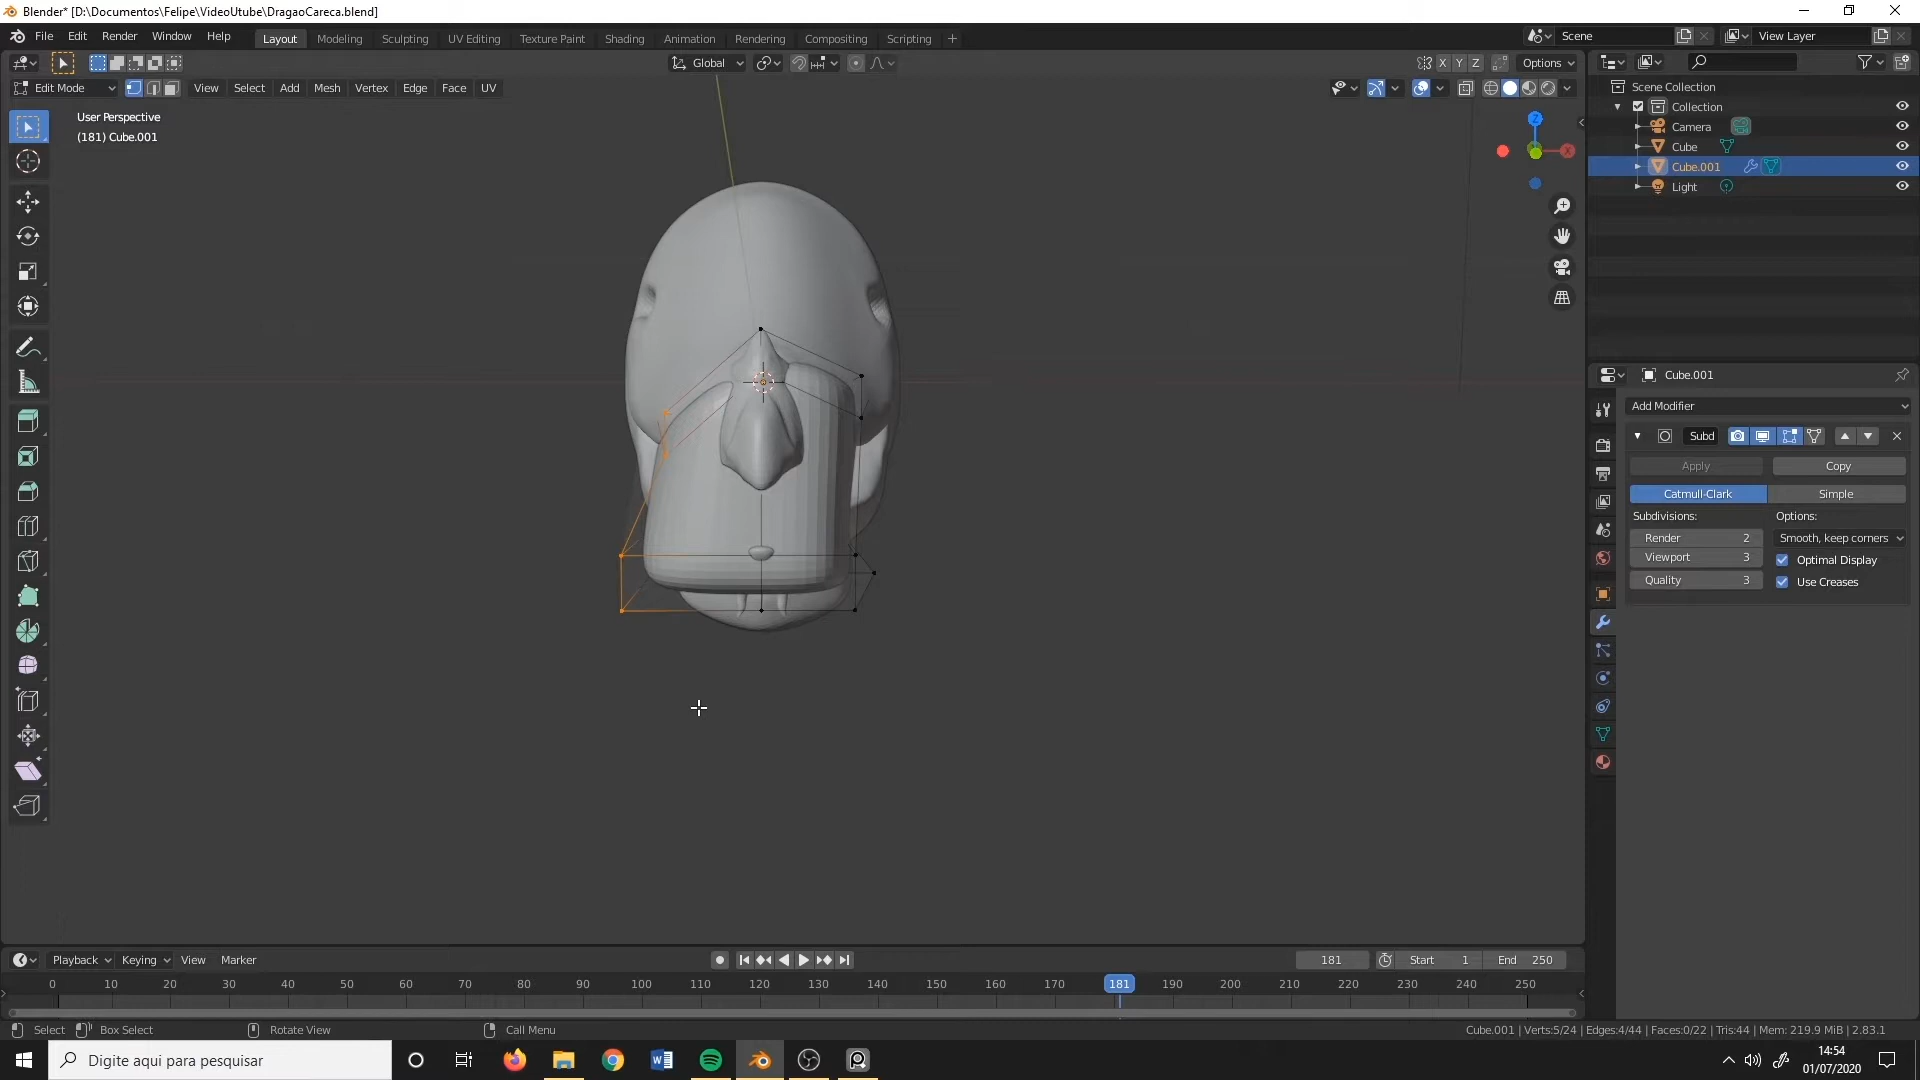 Blender* [D:\Documentos\Felipe\VideoUtube\DragaoCareca.blend]
File Edit Render Window Help
Layout Modeling Sculpting UV Editing Texture Paint Shading Animation Rendering Compositing Scripting +
Scene
View Layer
Global
X Y Z
Options
Edit Mode
View Select Add Mesh Vertex Edge Face UV
User Perspective
(181) Cube.001
Z
X
Scene Collection
Collection
Camera
Cube
Cube.001
Light
Cube.001
Add Modifier
Subd
Apply
Copy
Catmull-Clark
Simple
Subdivisions:
Options:
Render 2
Smooth, keep corners
Viewport 3
Optimal Display
Quality 3
Use Creases
Playback Keying View Marker
181
Start 1
End 250
0 10 20 30 40 50 60 70 80 90 100 110 120 130 140 150 160 170 181 190 200 210 220 230 240 250
Select
Box Select
Rotate View
Call Menu
Cube.001 | Verts:5/24 | Edges:4/44 | Faces:0/22 | Tris:44 | Mem: 219.9 MiB | 2.83.1
Digite aqui para pesquisar
14:54
01/07/2020